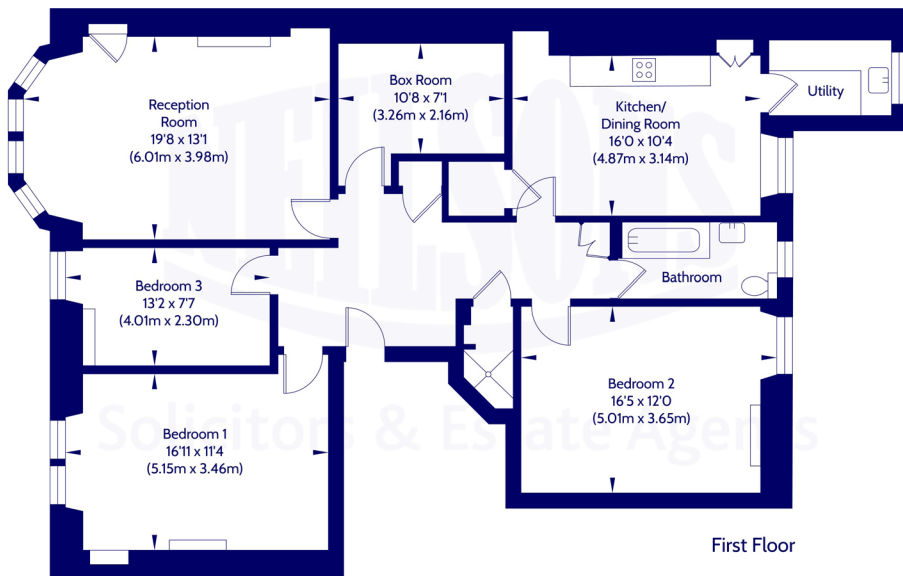 Reception
Room
19'8 x 13'1
(6.01m x 3.98m)
Box Room
10'8 x 7'1
(3.26m x 2.16m)
Kitchen/
Dining Room
16'0 x 10'4
(4.87m x 3.14m)
Utility
Bedroom 3
13'2 x 7'7
(4.01m x 2.30m)
Bathroom
Bedroom 1
16'11 x 11'4
(5.15m x 3.46m)
Bedroom 2
16'5 x 12'0
(5.01m x 3.65m)
First Floor
NEILSONS
Solicitors & Estate Agents